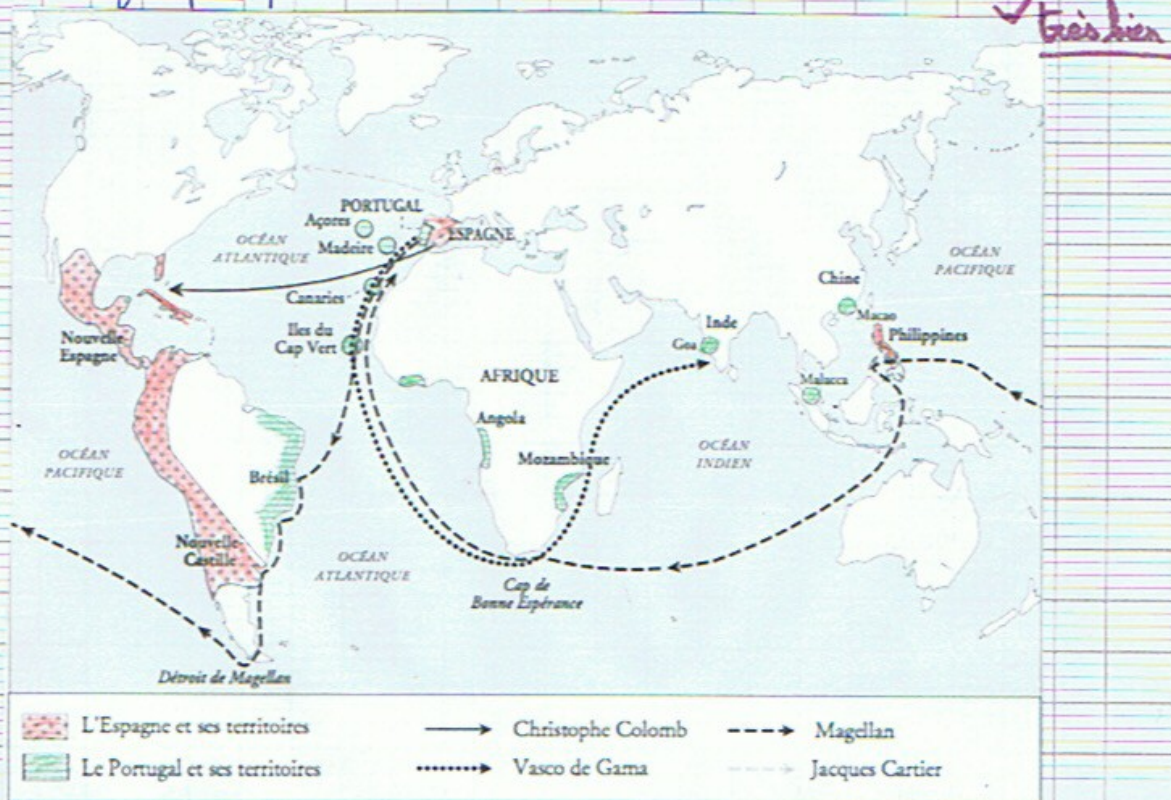 très bien
PORTUGAL
Açores
ESPAGNE
Madeire
OCÉAN
ATLANTIQUE
OCÉAN
PACIFIQUE
Canaries
Chine
Macao
Iles du
Cap Vert
Inde
Goa
Philippines
Nouvelle
Espagne
AFRIQUE
Malacca
Angola
OCÉAN
PACIFIQUE
OCÉAN
INDIEN
Mozambique
Brésil
Nouvelle
Castille
OCÉAN
ATLANTIQUE
Cap de
Bonne Espérance
Détroit de Magellan
L'Espagne et ses territoires
Christophe Colomb
Magellan
Le Portugal et ses territoires
Vasco de Gama
Jacques Cartier